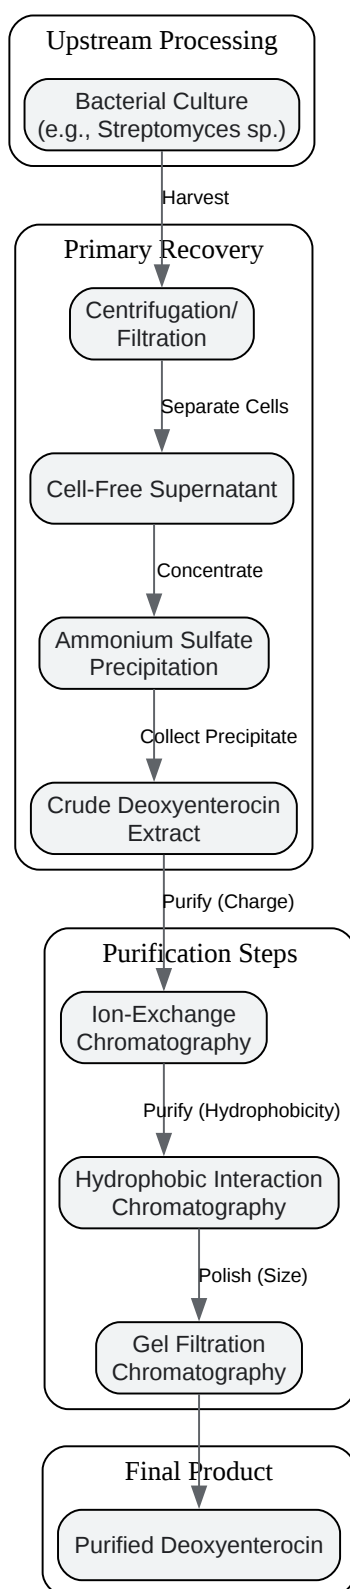 Upstream Processing
Bacterial Culture
(e.g., Streptomyces sp.)
Harvest
Primary Recovery
Centrifugation/
Filtration
Separate Cells
Cell-Free Supernatant
Concentrate
Ammonium Sulfate
Precipitation
Collect Precipitate
Crude Deoxyenterocin
Extract
Purify (Charge)
Purification Steps
Ion-Exchange
Chromatography
Purify (Hydrophobicity)
Hydrophobic Interaction
Chromatography
Polish (Size)
Gel Filtration
Chromatography
Final Product
Purified Deoxyenterocin